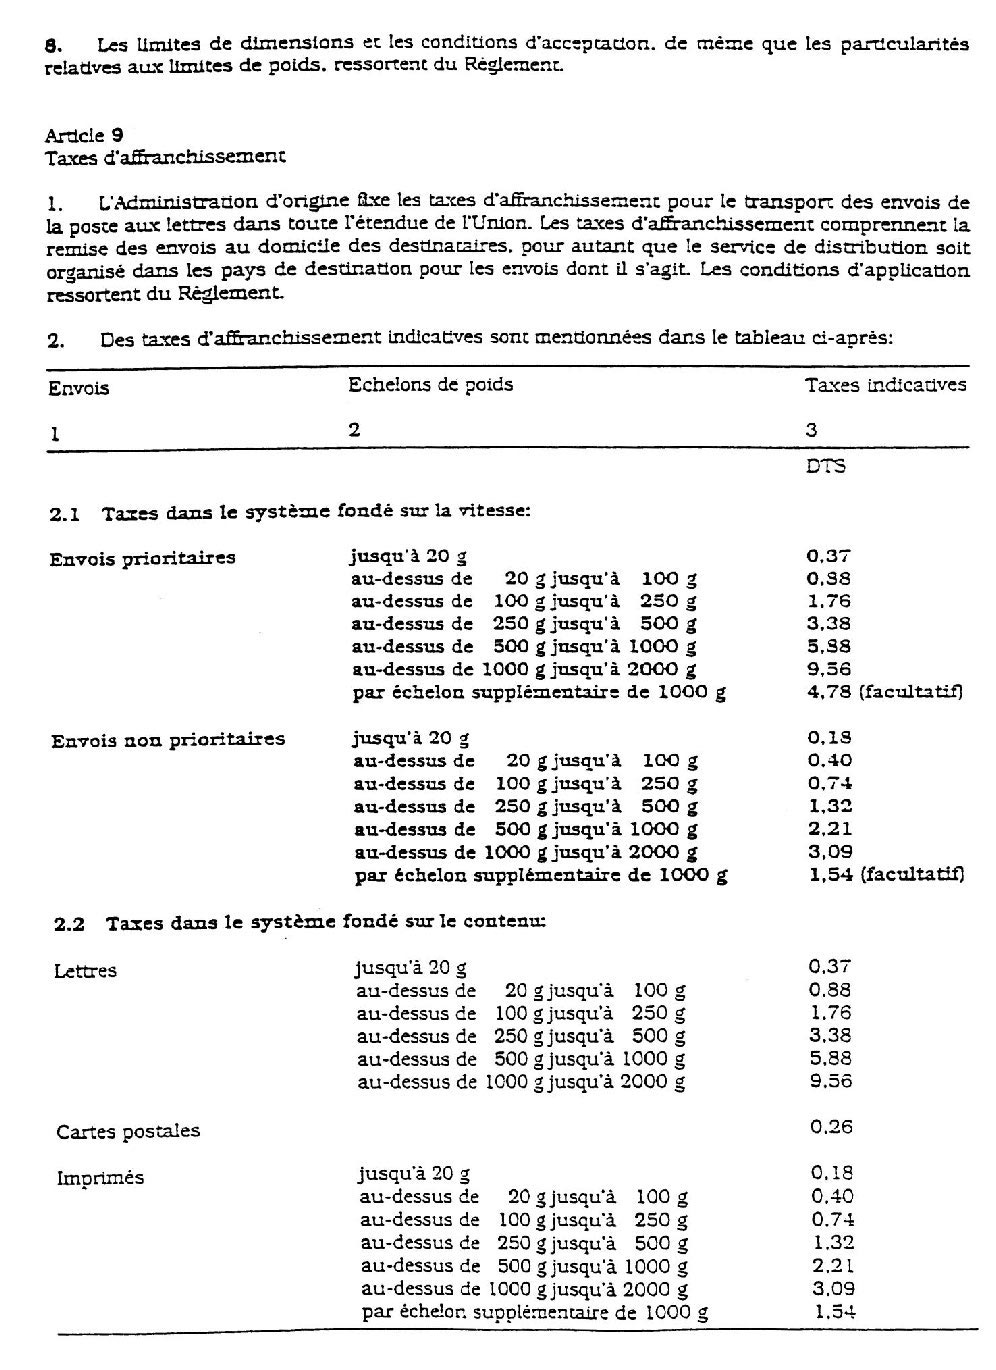 8. Les limites de dimensions et les conditions d'acceptation, de même que les particularités
relatives aux limites de poids, ressortent du Règlement.
Article 9
Taxes d'affranchissement
1. L'Administration d'origine fixe les taxes d'affranchissement pour le transport des envois de
la poste aux lettres dans toute l'étendue de l'Union. Les taxes d'affranchissement comprennent la
remise des envois au domicile des destinataires, pour autant que le service de distribution soit
organisé dans les pays de destination pour les envois dont il s'agit. Les conditions d'application
ressortent du Règlement.
2. Des taxes d'affranchissement indicatives sont mentionnées dans le tableau ci-après:
Envois Echelons de poids Taxes indicatives
1 2 3
DTS
2.1 Taxes dans le système fondé sur la vitesse:
Envois prioritaires jusqu'à 20 g 0,37
au-dessus de 20 g jusqu'à 100 g 0,88
au-dessus de 100 g jusqu'à 250 g 1,76
au-dessus de 250 g jusqu'à 500 g 3,38
au-dessus de 500 g jusqu'à 1000 g 5,88
au-dessus de 1000 g jusqu'à 2000 g 9,56
par échelon supplémentaire de 1000 g 4,78 (facultatif)
Envois non prioritaires jusqu'à 20 g 0,18
au-dessus de 20 g jusqu'à 100 g 0,40
au-dessus de 100 g jusqu'à 250 g 0,74
au-dessus de 250 g jusqu'à 500 g 1,32
au-dessus de 500 g jusqu'à 1000 g 2,21
au-dessus de 1000 g jusqu'à 2000 g 3,09
par échelon supplémentaire de 1000 g 1,54 (facultatif)
2.2 Taxes dans le système fondé sur le contenu:
Lettres jusqu'à 20 g 0,37
au-dessus de 20 g jusqu'à 100 g 0,88
au-dessus de 100 g jusqu'à 250 g 1,76
au-dessus de 250 g jusqu'à 500 g 3,38
au-dessus de 500 g jusqu'à 1000 g 5,88
au-dessus de 1000 g jusqu'à 2000 g 9,56
Cartes postales 0,26
Imprimés jusqu'à 20 g 0,18
au-dessus de 20 g jusqu'à 100 g 0,40
au-dessus de 100 g jusqu'à 250 g 0,74
au-dessus de 250 g jusqu'à 500 g 1,32
au-dessus de 500 g jusqu'à 1000 g 2,21
au-dessus de 1000 g jusqu'à 2000 g 3,09
par échelon supplémentaire de 1000 g 1,54